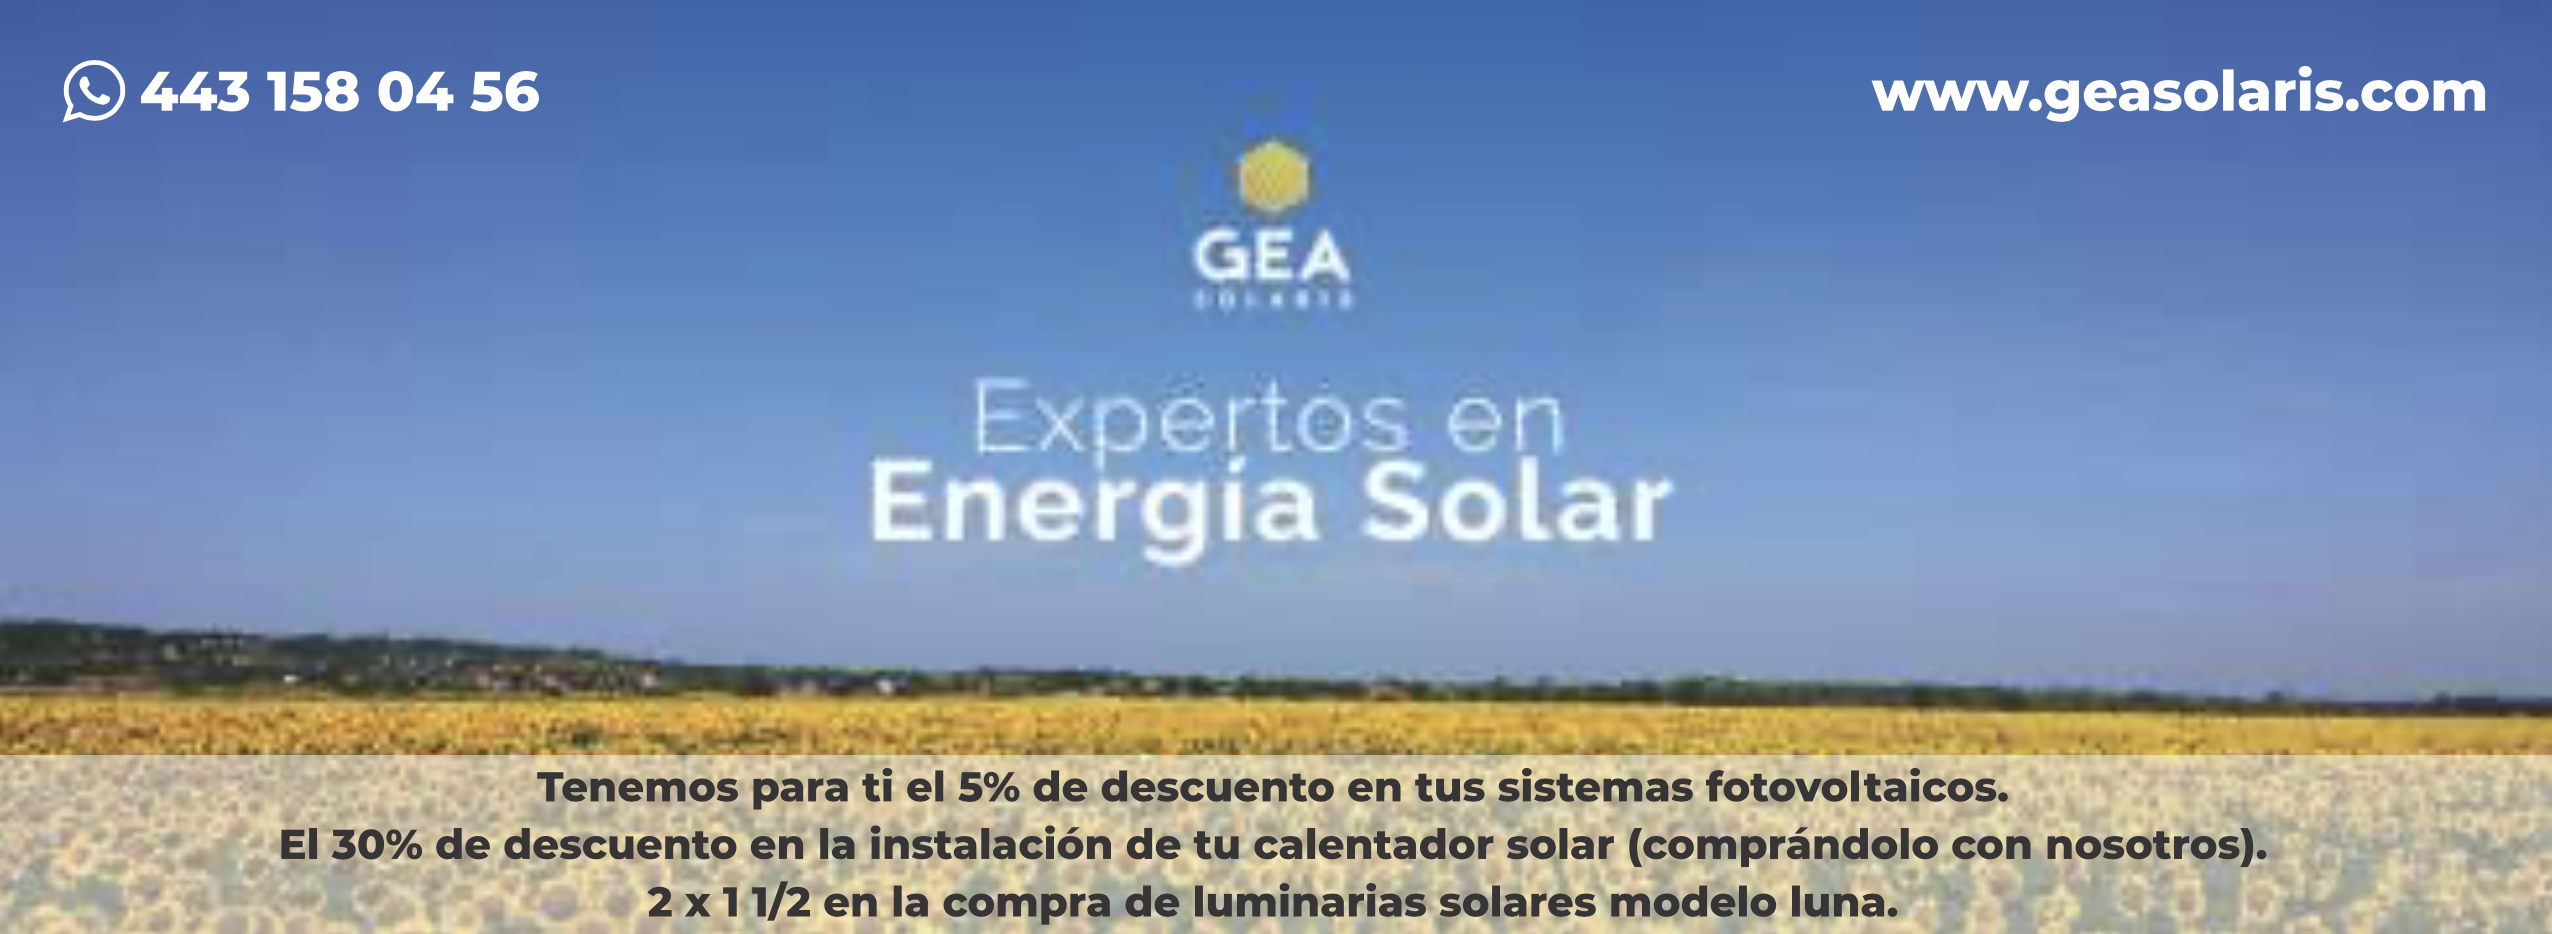 443 158 04 56
www.geasolaris.com
GEA
SOLARIS
Expertos en
Energía Solar
Tenemos para ti el 5% de descuento en tus sistemas fotovoltaicos.
El 30% de descuento en la instalación de tu calentador solar (comprándolo con nosotros).
2 x 1 1/2 en la compra de luminarias solares modelo luna.